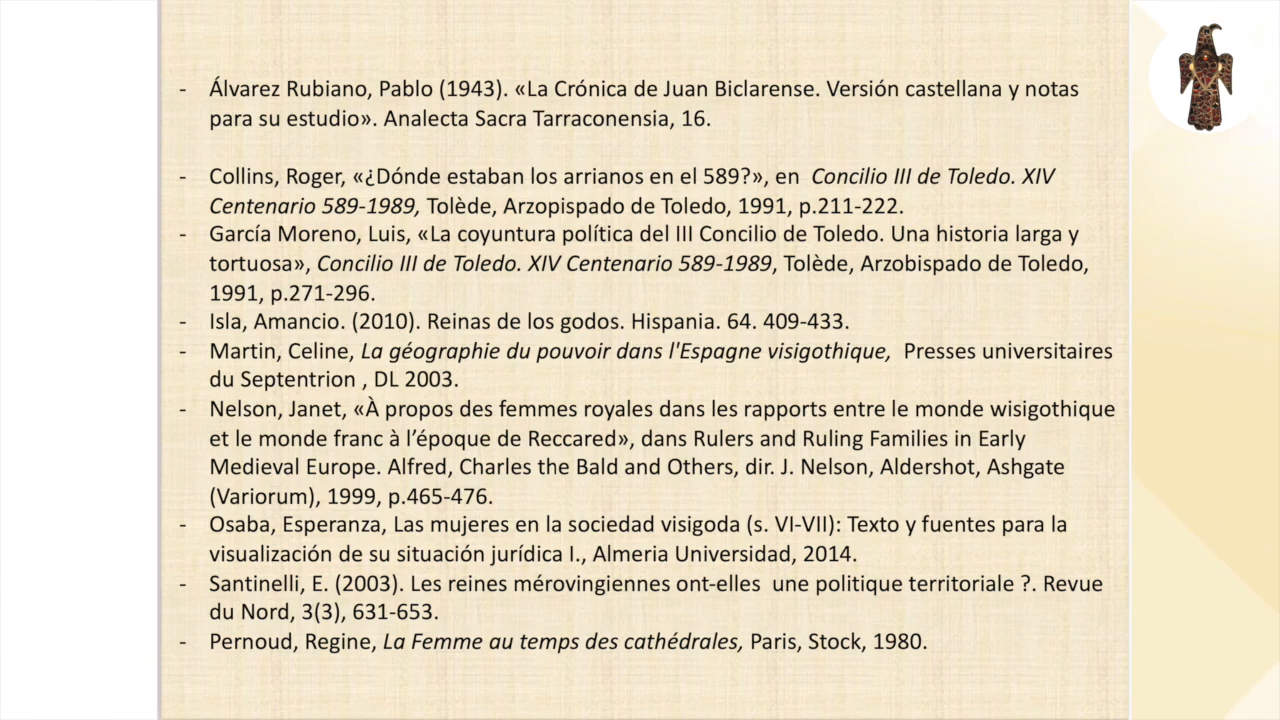 - Álvarez Rubiano, Pablo (1943). «La Crónica de Juan Biclarense. Versión castellana y notas
para su estudio». Analecta Sacra Tarraconensia, 16.
- Collins, Roger, «¿Dónde estaban los arrianos en el 589?», en Concilio III de Toledo. XIV
Centenario 589-1989, Tolède, Arzopispado de Toledo, 1991, p.211-222.
- García Moreno, Luis, «La coyuntura política del III Concilio de Toledo. Una historia larga y
tortuosa», Concilio III de Toledo. XIV Centenario 589-1989, Tolède, Arzobispado de Toledo,
1991, p.271-296.
- Isla, Amancio. (2010). Reinas de los godos. Hispania. 64. 409-433.
- Martin, Celine, La géographie du pouvoir dans l'Espagne visigothique, Presses universitaires
du Septentrion , DL 2003.
- Nelson, Janet, «À propos des femmes royales dans les rapports entre le monde wisigothique
et le monde franc à l’époque de Reccared», dans Rulers and Ruling Families in Early
Medieval Europe. Alfred, Charles the Bald and Others, dir. J. Nelson, Aldershot, Ashgate
(Variorum), 1999, p.465-476.
- Osaba, Esperanza, Las mujeres en la sociedad visigoda (s. VI-VII): Texto y fuentes para la
visualización de su situación jurídica I., Almeria Universidad, 2014.
- Santinelli, E. (2003). Les reines mérovingiennes ont-elles une politique territoriale ?. Revue
du Nord, 3(3), 631-653.
- Pernoud, Regine, La Femme au temps des cathédrales, Paris, Stock, 1980.